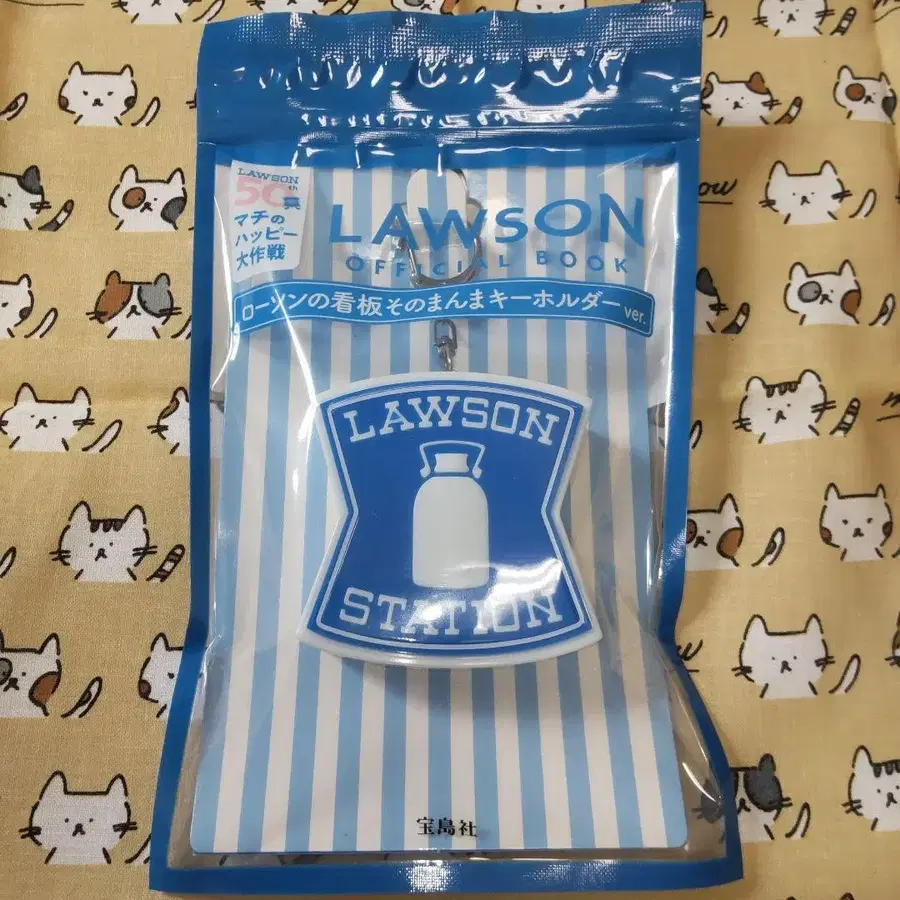 LAWSON
50th
マチの
ハッピー
大作戦
LAWSON
OFFICIAL BOOK
ローソンの看板そのまんまキーホルダー ver.
LAWSON
STATION
宝島社